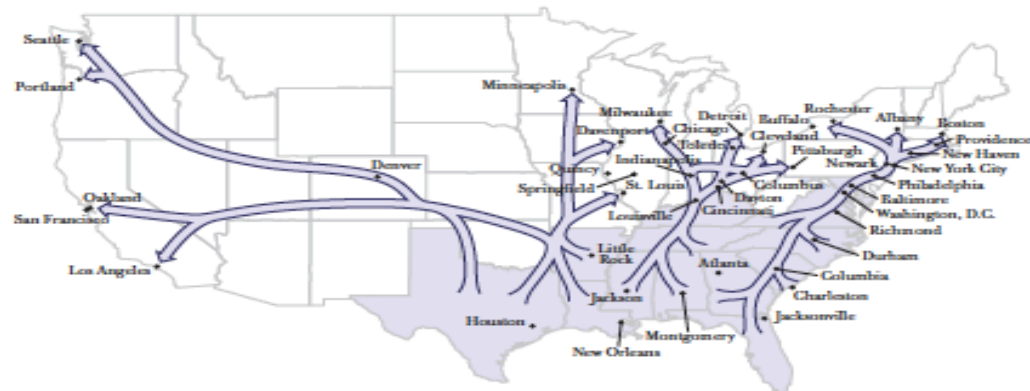 Seattle
Portland
Oakland
San Francisco
Los Angeles
Denver
Minneapolis
Milwaukee
Davenport
Chicago
Detroit
Toledo
Buffalo
Rochester
Cleveland
Albany
Boston
Providence
Pittsburgh
New Haven
Newark
New York City
Indianapolis
Quincy
Springfield
St. Louis
Columbus
Dayton
Cincinnati
Louisville
Philadelphia
Baltimore
Washington, D.C.
Richmond
Durham
Columbia
Charleston
Jacksonville
Atlanta
Little
Rock
Jackson
Houston
New Orleans
Montgomery